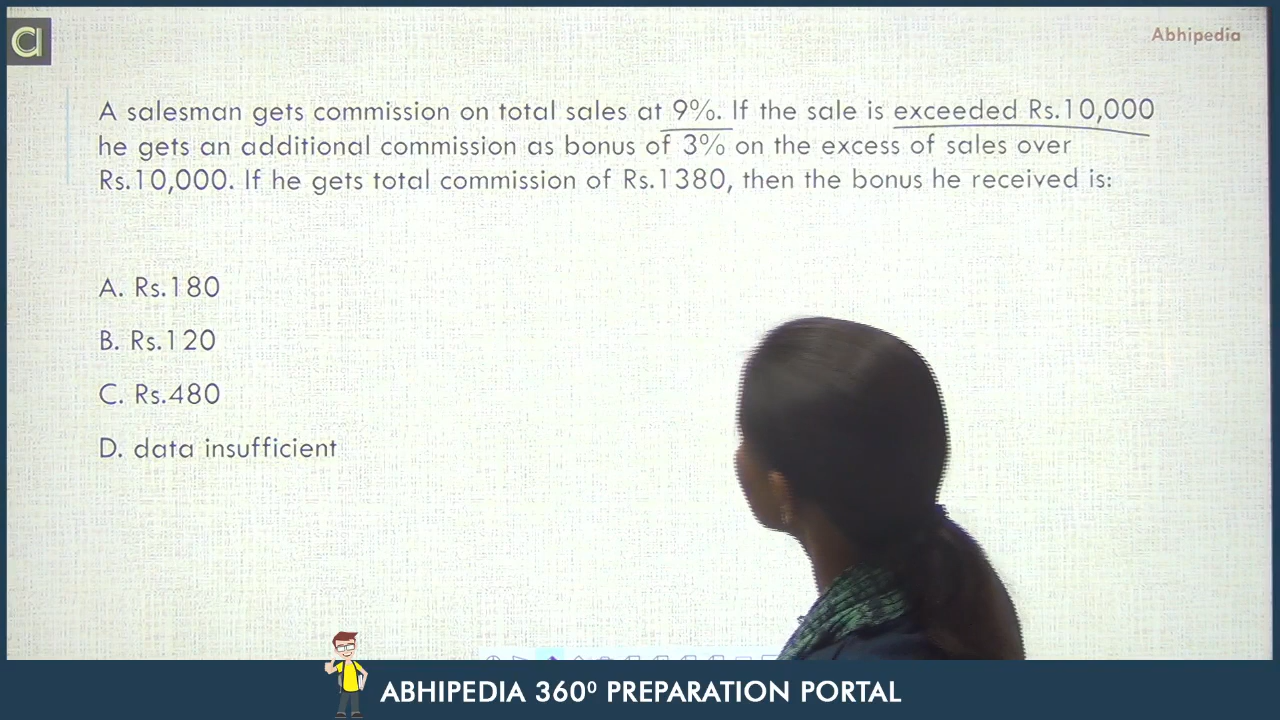 Abhipedia
A salesman gets commission on total sales at 9%. If the sale is exceeded Rs.10,000
he gets an additional commission as bonus of 3% on the excess of sales over
Rs.10,000. If he gets total commission of Rs.1380, then the bonus he received is:
A. Rs.180
B. Rs.120
C. Rs.480
D. data insufficient
ABHIPEDIA 360⁰ PREPARATION PORTAL